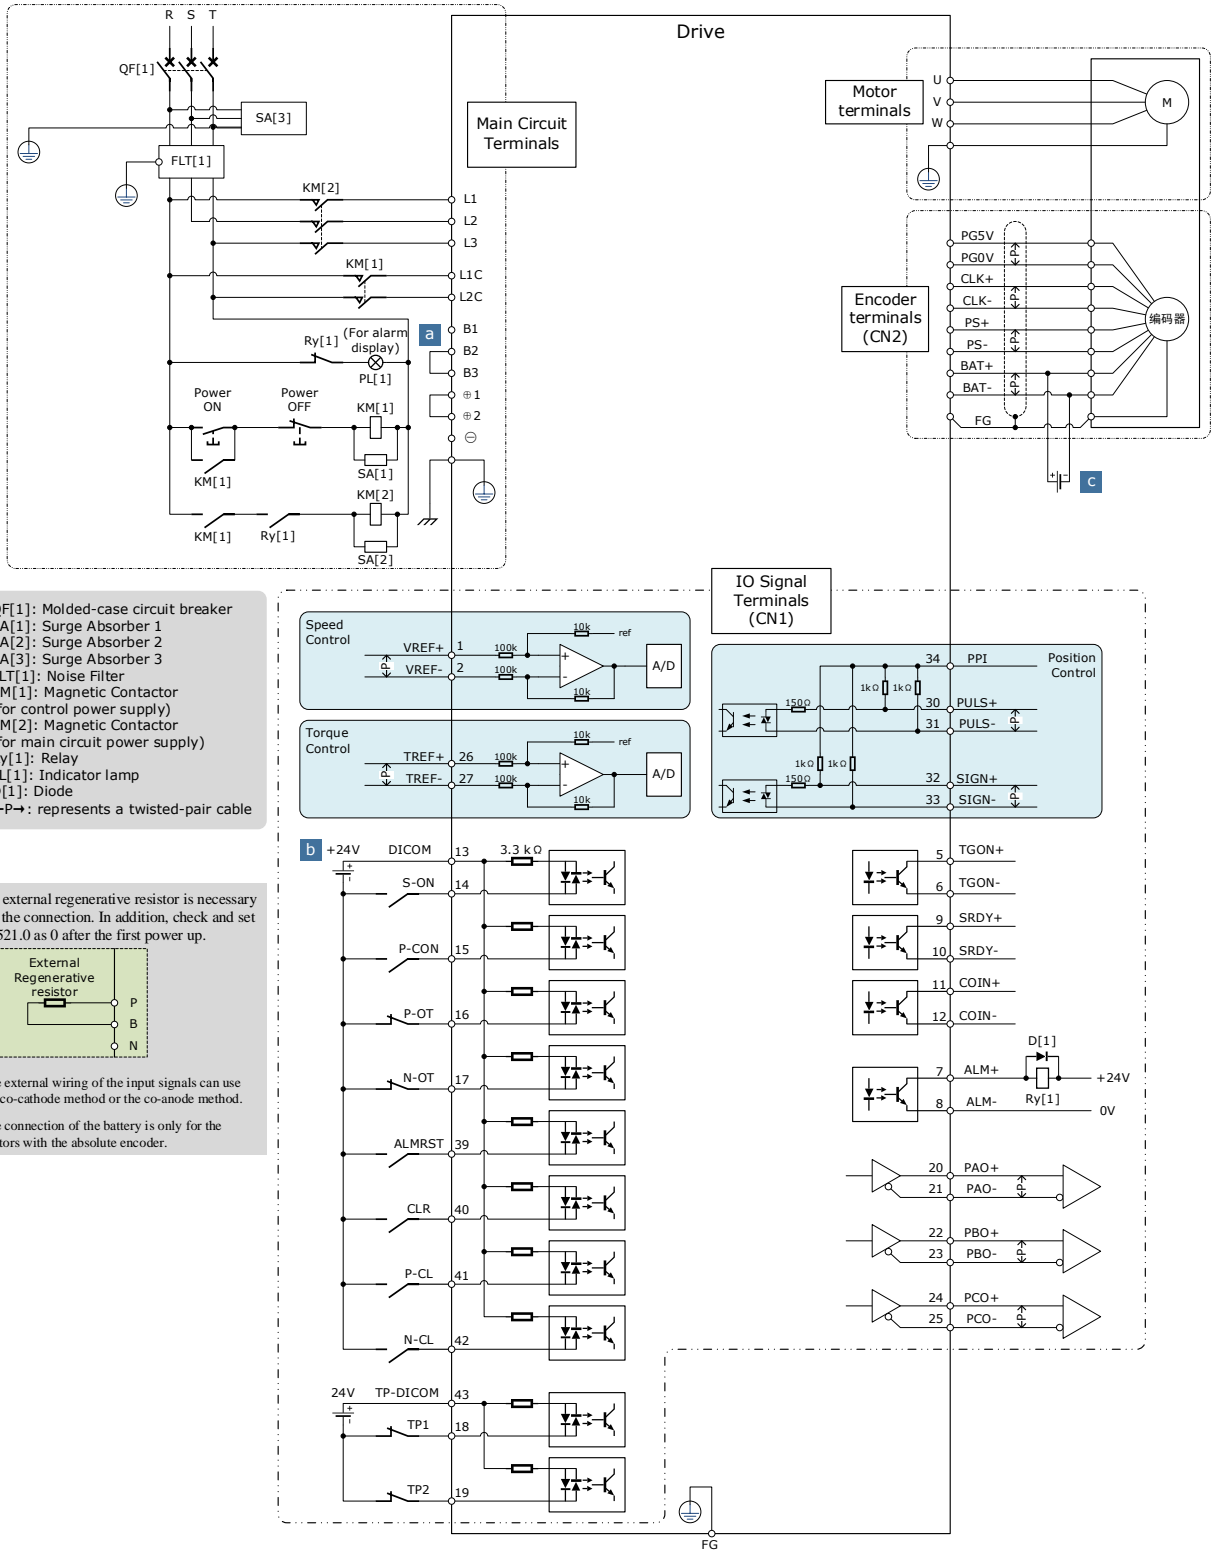 R S T
Drive
QF[1]
SA[3]
FLT[1]
Main Circuit
Terminals
KM[2]
L1
L2
L3
KM[1]
L1C
L2C
a
B1
Ry[1]
(For alarm
display)
B2
PL[1]
B3
Power
ON
Power
OFF
KM[1]
⊕1
⊕2
⊖
KM[1]
SA[1]
KM[2]
KM[1]
Ry[1]
SA[2]
Motor
terminals
U
V
W
M
Encoder
terminals
(CN2)
PG5V
PG0V
←P→
CLK+
CLK-
←P→
PS+
PS-
←P→
BAT+
BAT-
←P→
FG
编码器
+ -
c
F[1]: Molded-case circuit breaker
A[1]: Surge Absorber 1
A[2]: Surge Absorber 2
A[3]: Surge Absorber 3
LT[1]: Noise Filter
M[1]: Magnetic Contactor
for control power supply)
M[2]: Magnetic Contactor
for main circuit power supply)
y[1]: Relay
L[1]: Indicator lamp
[1]: Diode
P→: represents a twisted-pair cable
external regenerative resistor is necessary
the connection. In addition, check and set
521.0 as 0 after the first power up.
External
Regenerative
resistor
P
B
N
e external wiring of the input signals can use
co-cathode method or the co-anode method.
e connection of the battery is only for the
tors with the absolute encoder.
IO Signal
Terminals
(CN1)
Speed
Control
VREF+ 1 100k 10k ref
←P→
VREF- 2 100k + - 10k A/D
Torque
Control
TREF+ 26 100k 10k ref
←P→
TREF- 27 100k + - 10k A/D
Position
Control
34 PPI
1kΩ 1kΩ
150Ω 30 PULS+
←P→
31 PULS-
1kΩ 1kΩ
150Ω 32 SIGN+
←P→
33 SIGN-
b +24V DICOM 13 3.3 k Ω
+
-
S-ON 14
P-CON 15
P-OT 16
N-OT 17
ALMRST 39
CLR 40
P-CL 41
N-CL 42
24V TP-DICOM 43
+
-
TP1 18
TP2 19
5 TGON+
6 TGON-
9 SRDY+
10 SRDY-
11 COIN+
12 COIN-
D[1]
7 ALM+ +24V
Ry[1]
8 ALM- 0V
20 PAO+
←P→
21 PAO-
22 PBO+
←P→
23 PBO-
24 PCO+
←P→
25 PCO-
FG